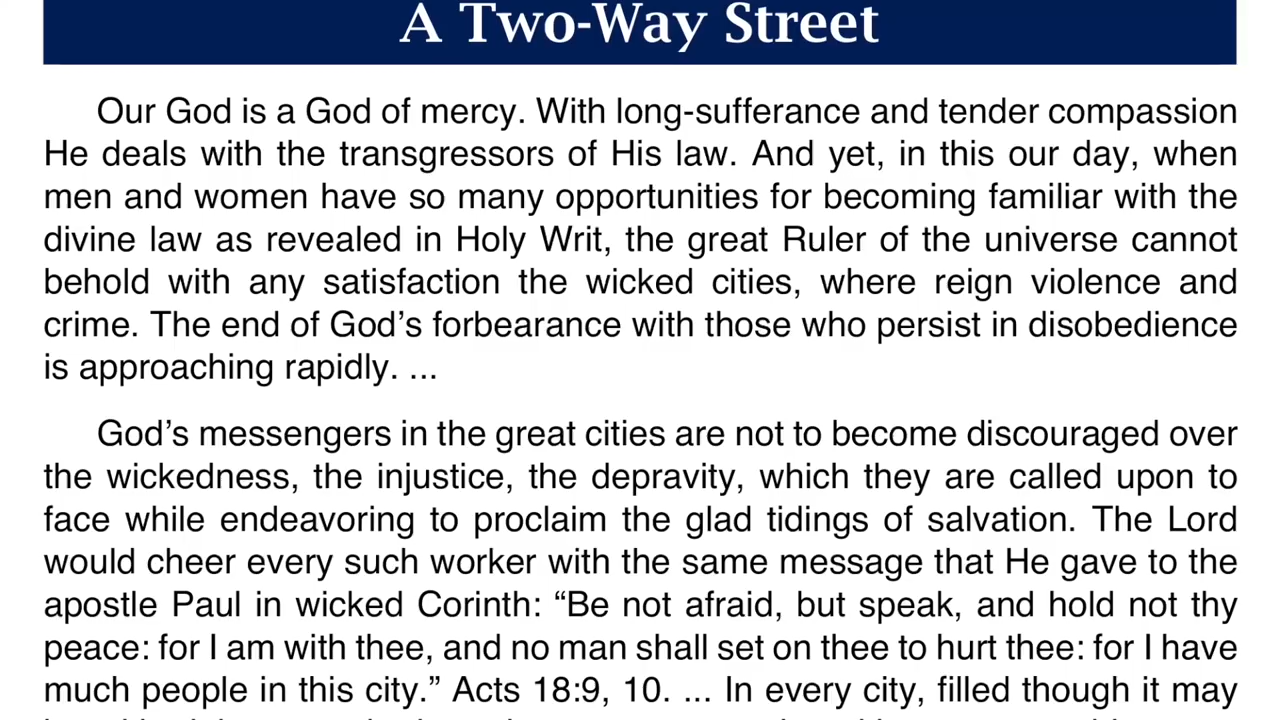 A Two-Way Street
Our God is a God of mercy. With long-sufferance and tender compassion
He deals with the transgressors of His law. And yet, in this our day, when
men and women have so many opportunities for becoming familiar with the
divine law as revealed in Holy Writ, the great Ruler of the universe cannot
behold with any satisfaction the wicked cities, where reign violence and
crime. The end of God’s forbearance with those who persist in disobedience
is approaching rapidly. ...
God’s messengers in the great cities are not to become discouraged over
the wickedness, the injustice, the depravity, which they are called upon to
face while endeavoring to proclaim the glad tidings of salvation. The Lord
would cheer every such worker with the same message that He gave to the
apostle Paul in wicked Corinth: “Be not afraid, but speak, and hold not thy
peace: for I am with thee, and no man shall set on thee to hurt thee: for I have
much people in this city.” Acts 18:9, 10. ... In every city, filled though it may